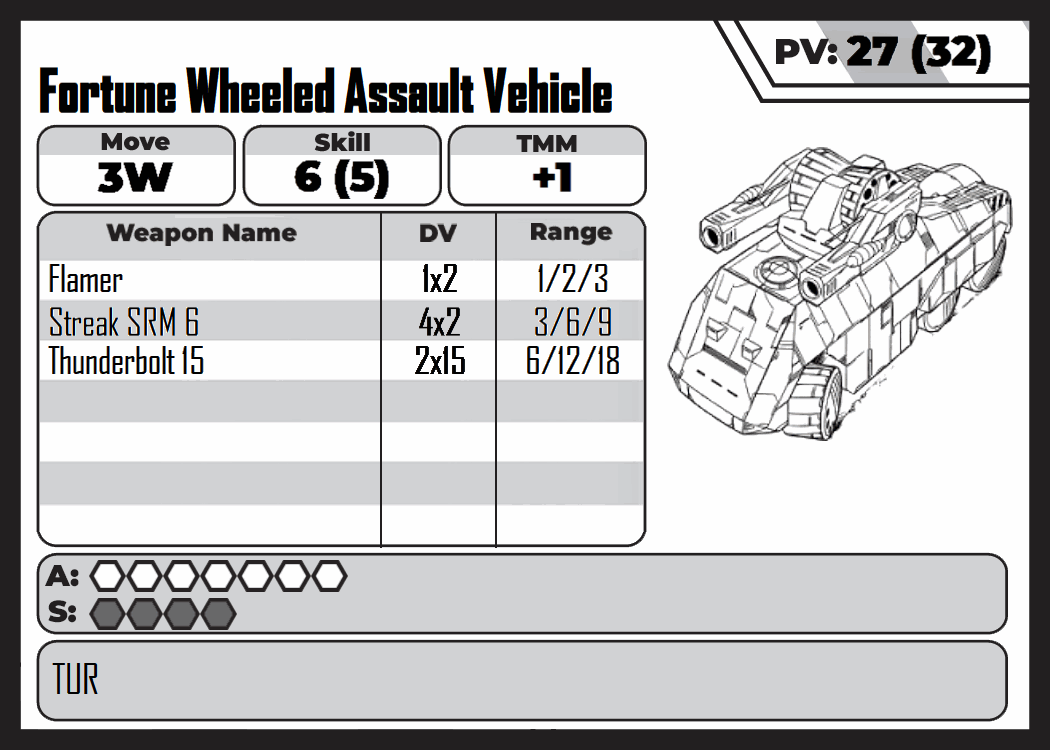 PV: 27 (32)
Fortune Wheeled Assault Vehicle
Move Skill TMM
3W 6 (5) +1
Weapon Name DV Range
Flamer 1x2 1/2/3
Streak SRM 6 4x2 3/6/9
Thunderbolt 15 2x15 6/12/18
A:
S:
TUR